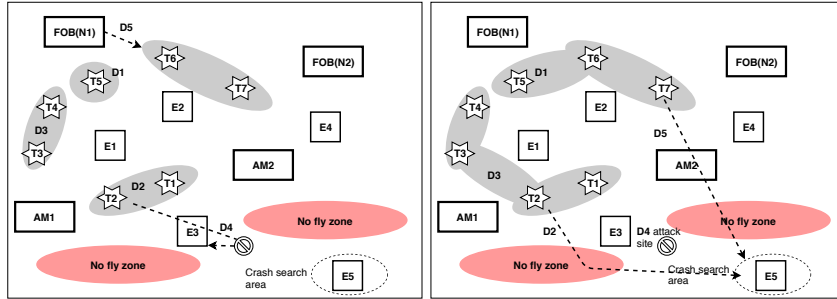 FOB(N1)
D5
T6
FOB(N2)
D1
T5
T7
T4
E2
D3
E4
E1
T3
AM2
D2
T1
T2
AM1
No fly zone
E3
D4
No fly zone
Crash search
area
E5
FOB(N1)
T6
FOB(N2)
D1
T5
T7
T4
E2
D5
E4
E1
T3
AM2
D3
T1
T2
AM1
No fly zone
D2
E3
D4 attack
site
No fly zone
Crash search
area
E5